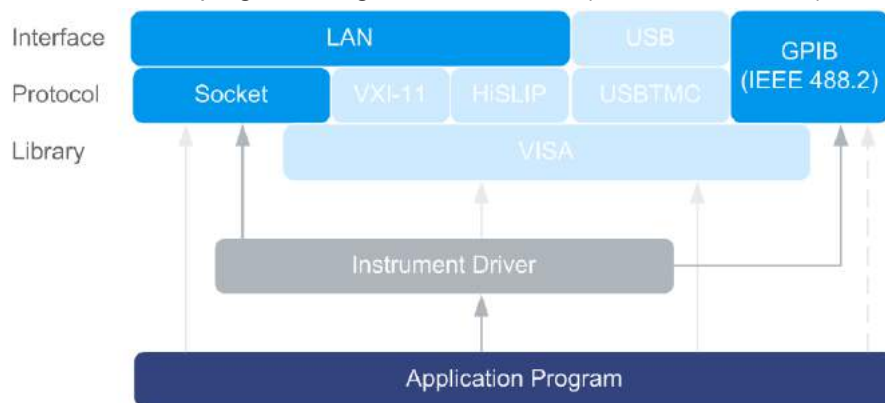 Interface
LAN
USB
GPIB
(IEEE 488.2)
Protocol
Socket
VXI-11
HiSLIP
USBTMC
Library
VISA
Instrument Driver
Application Program